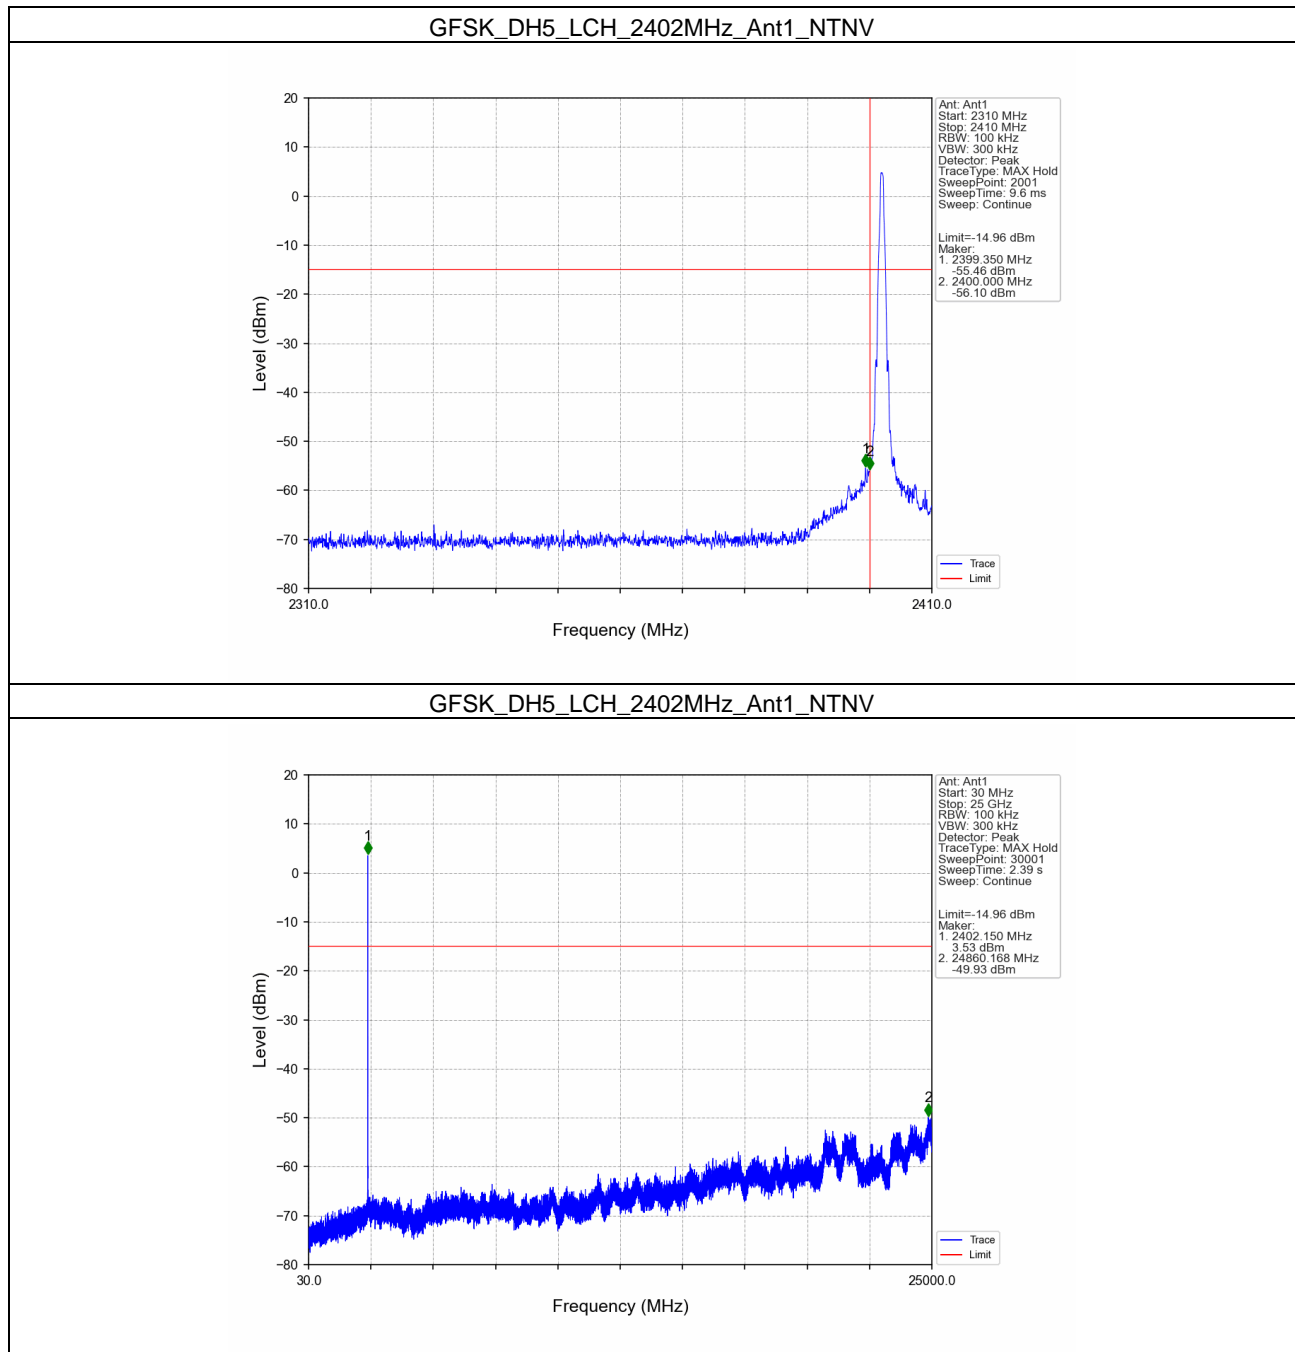 GFSK_DH5_LCH_2402MHz_Ant1_NTNV
20
10
0
−10
−20
−30
−40
−50
−60
−70
−80
Level (dBm)
2310.0
2410.0
Frequency (MHz)
1
2
Ant: Ant1
Start: 2310 MHz
Stop: 2410 MHz
RBW: 100 kHz
VBW: 300 kHz
Detector: Peak
TraceType: MAX Hold
SweepPoint: 2001
SweepTime: 9.6 ms
Sweep: Continue
Limit=-14.96 dBm
Maker:
1. 2399.350 MHz
-55.46 dBm
2. 2400.000 MHz
-56.10 dBm
Trace
Limit
GFSK_DH5_LCH_2402MHz_Ant1_NTNV
20
10
0
−10
−20
−30
−40
−50
−60
−70
−80
Level (dBm)
30.0
25000.0
Frequency (MHz)
1
2
Ant: Ant1
Start: 30 MHz
Stop: 25 GHz
RBW: 100 kHz
VBW: 300 kHz
Detector: Peak
TraceType: MAX Hold
SweepPoint: 30001
SweepTime: 2.39 s
Sweep: Continue
Limit=-14.96 dBm
Maker:
1. 2402.150 MHz
3.53 dBm
2. 24860.168 MHz
-49.93 dBm
Trace
Limit